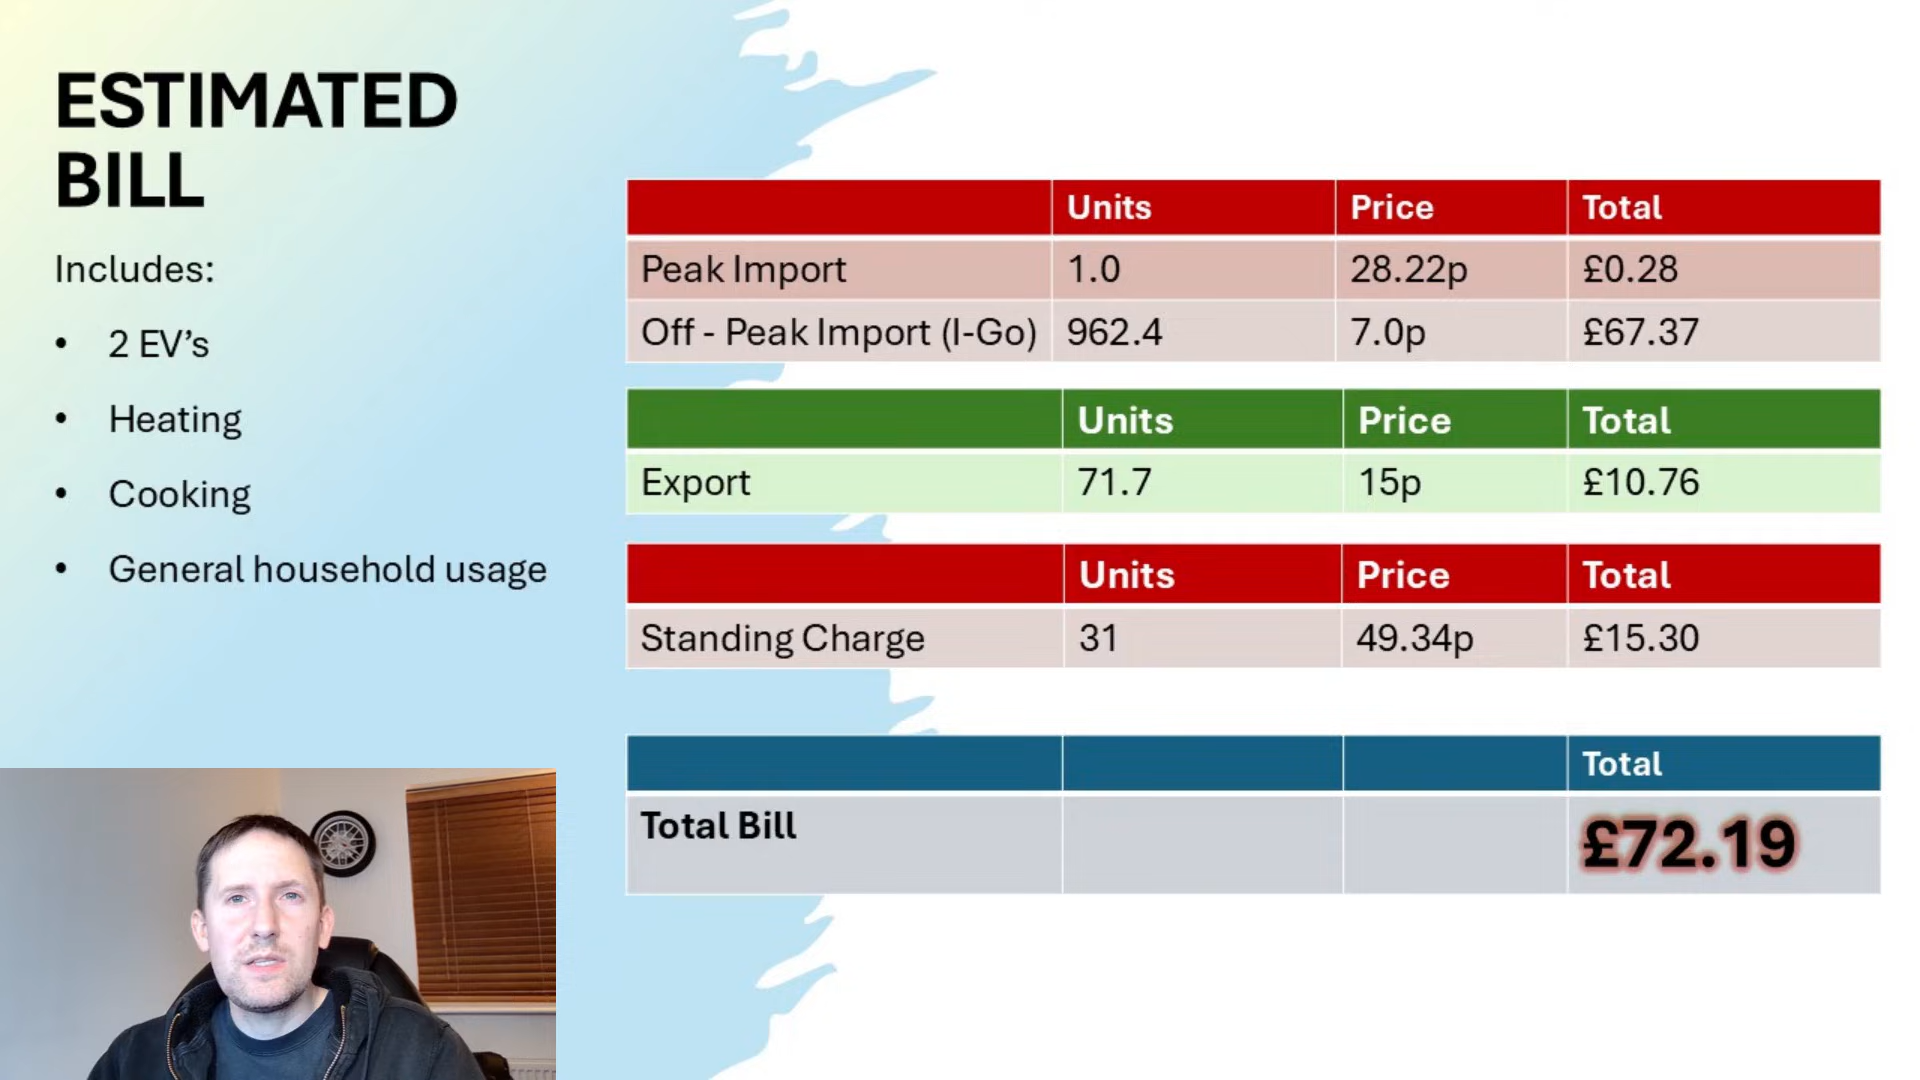 ESTIMATED
BILL
Includes:
• 2 EV's
• Heating
• Cooking
• General household usage
Units Price Total
Peak Import 1.0 28.22p £0.28
Off - Peak Import (I-Go) 962.4 7.0p £67.37
Units Price Total
Export 71.7 15p £10.76
Units Price Total
Standing Charge 31 49.34p £15.30
Total
Total Bill £72.19